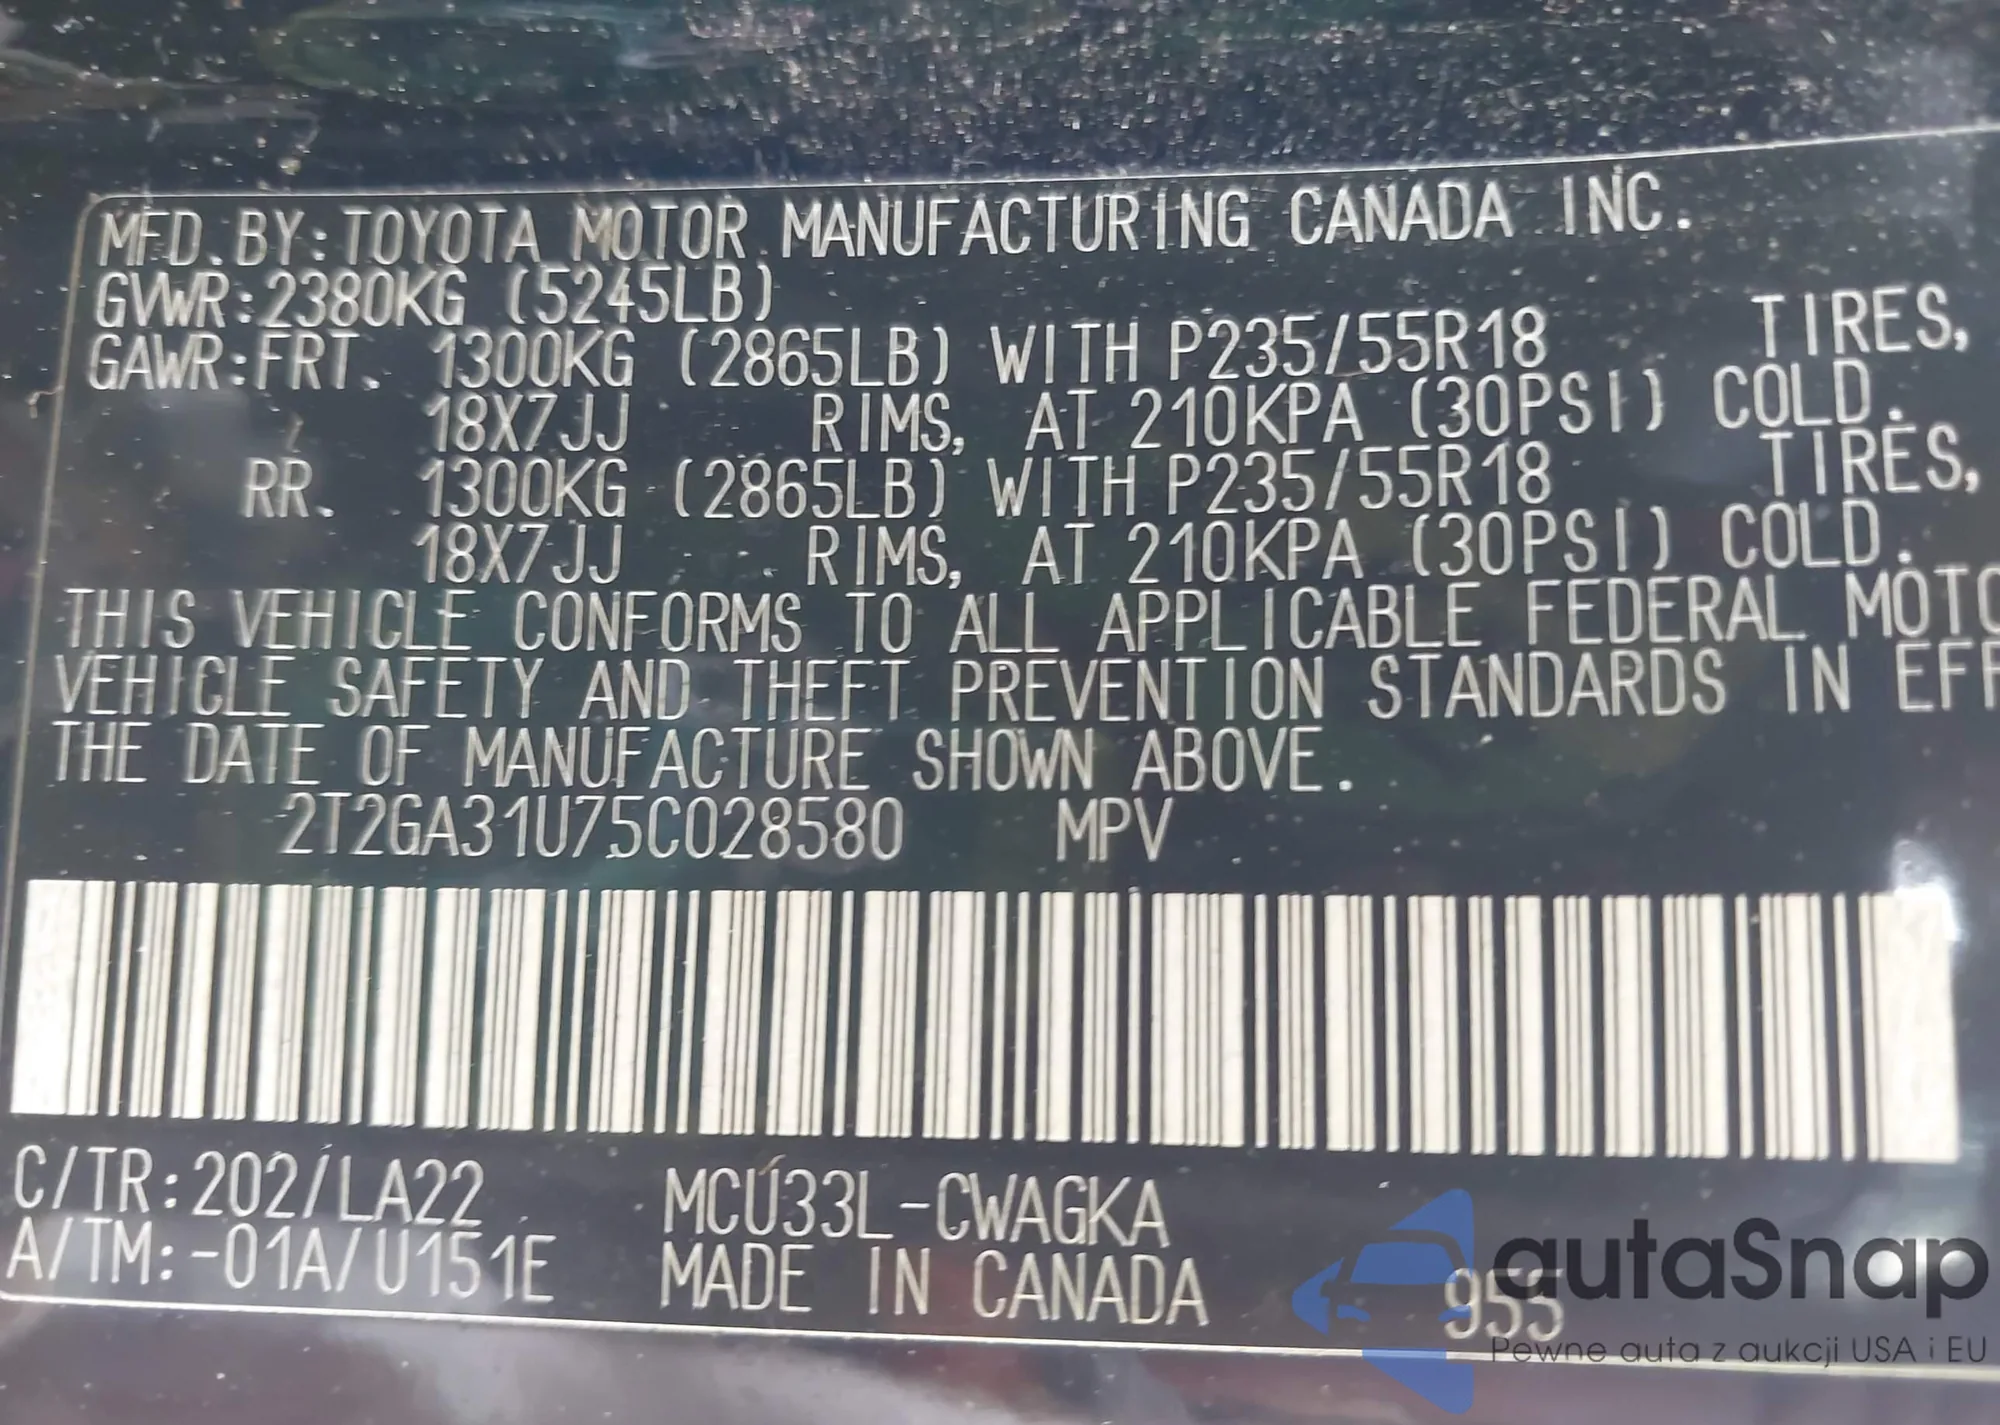 MFD.BY:TOYOTA MOTOR MANUFACTURING CANADA INC.
GVWR:2380KG (5245LB)
GAWR:FRT. 1300KG (2865LB) WITH P235/55R18 TIRES,
18X7JJ RIMS, AT 210KPA (30PSI) COLD.
RR. 1300KG (2865LB) WITH P235/55R18 TIRES,
18X7JJ RIMS, AT 210KPA (30PSI) COLD.
THIS VEHICLE CONFORMS TO ALL APPLICABLE FEDERAL MOTO
VEHICLE SAFETY AND THEFT PREVENTION STANDARDS IN EFF
THE DATE OF MANUFACTURE SHOWN ABOVE.
2T2GA31U75C028580 MPV
C/TR:202/LA22 MCU33L-CWAGKA
A/TM:-01A/U151E MADE IN CANADA 955
autaSnap
Pewne auta z aukcji USA i EU